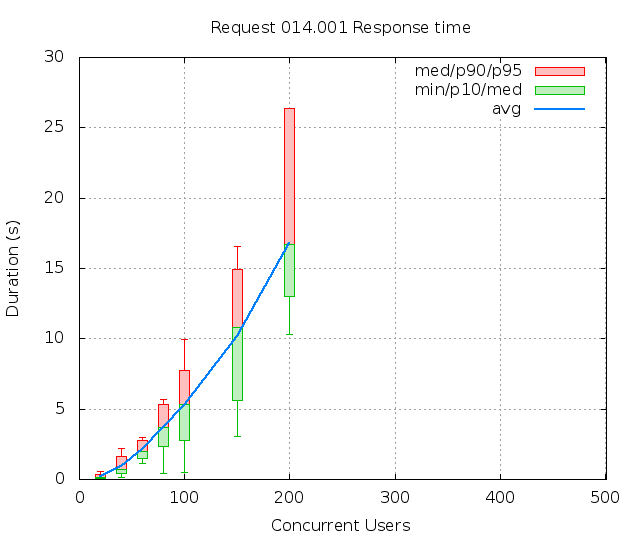 Request 014.001 Response time
med/p90/p95
min/p10/med
avg
Duration (s)
30
25
20
15
10
5
0
0 100 200 300 400 500
Concurrent Users